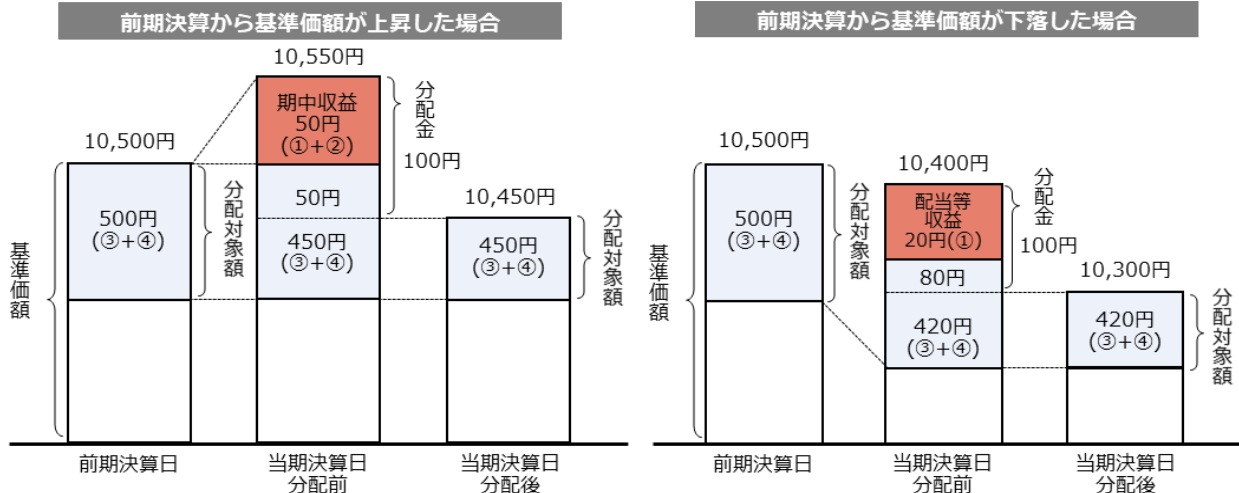 前期決算から基準価額が上昇した場合
10,550円
期中収益
50円
(①+②)
分配金
100円
10,500円
500円
(③+④)
分配対象額
50円
450円
(③+④)
10,450円
450円
(③+④)
分配対象額
基準価額
前期決算日
当期決算日
分配前
当期決算日
分配後
前期決算から基準価額が下落した場合
10,500円
500円
(③+④)
分配対象額
10,400円
配当等
収益
20円(①)
分配金
100円
80円
420円
(③+④)
10,300円
420円
(③+④)
分配対象額
基準価額
前期決算日
当期決算日
分配前
当期決算日
分配後